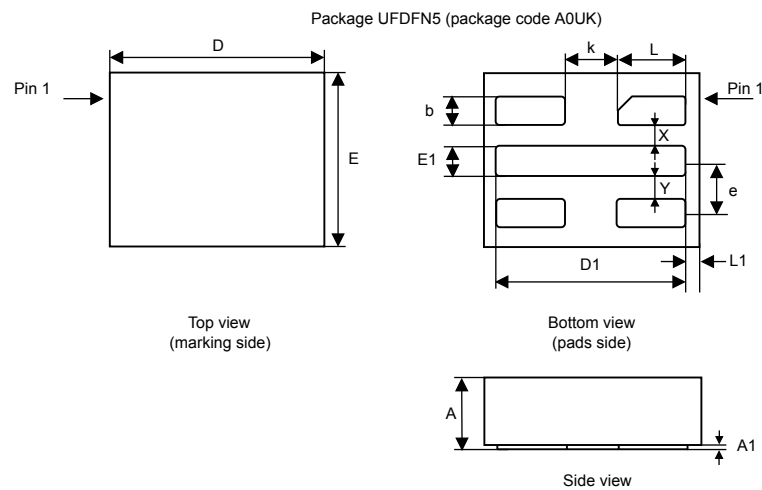 Package UFDFN5 (package code A0UK)
D
k
L
Pin 1
Pin 1
b
X
E
E1
Y
e
D1
L1
Top view
(marking side)
Bottom view
(pads side)
A
A1
Side view